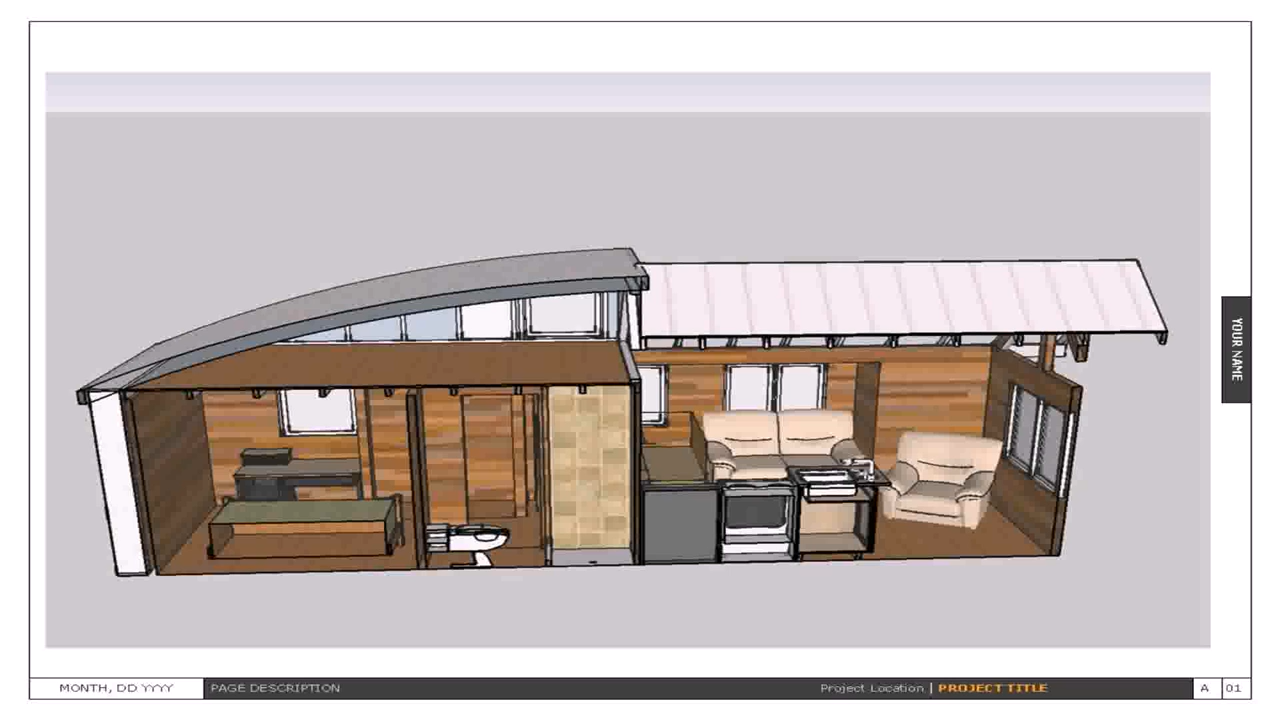 YOUR NAME
MONTH, DD YYYY
PAGE DESCRIPTION
Project Location | PROJECT TITLE
A 01